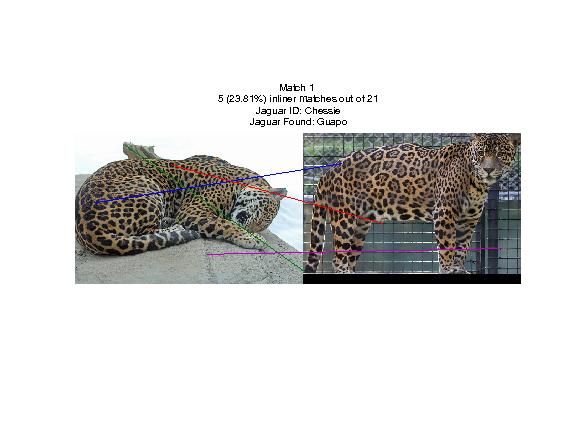 Match 1
5 (23.81%) inliner matches out of 21
Jaguar ID: Chessie
Jaguar Found: Guapo